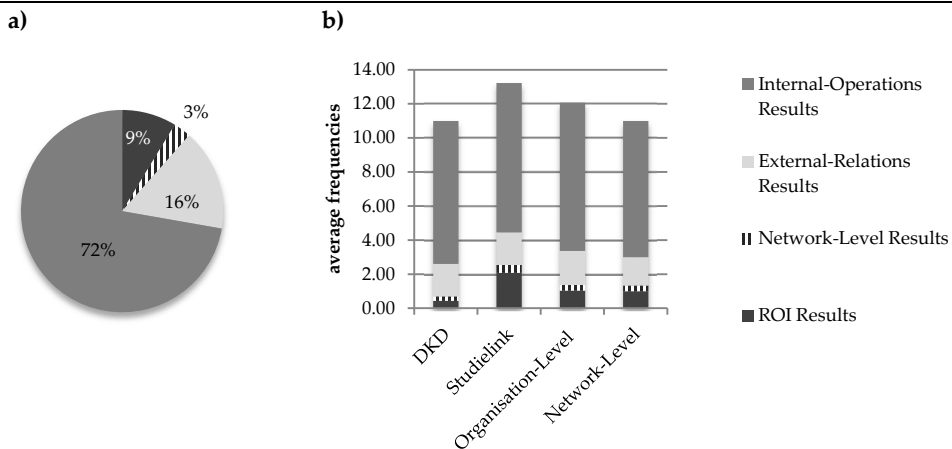 a)
b)
9%
3%
16%
72%
average frequencies
14.00
12.00
10.00
8.00
6.00
4.00
2.00
0.00
DKD
Studielink
Organisation-Level
Network-Level
Internal-Operations
Results
External-Relations
Results
Network-Level Results
ROI Results